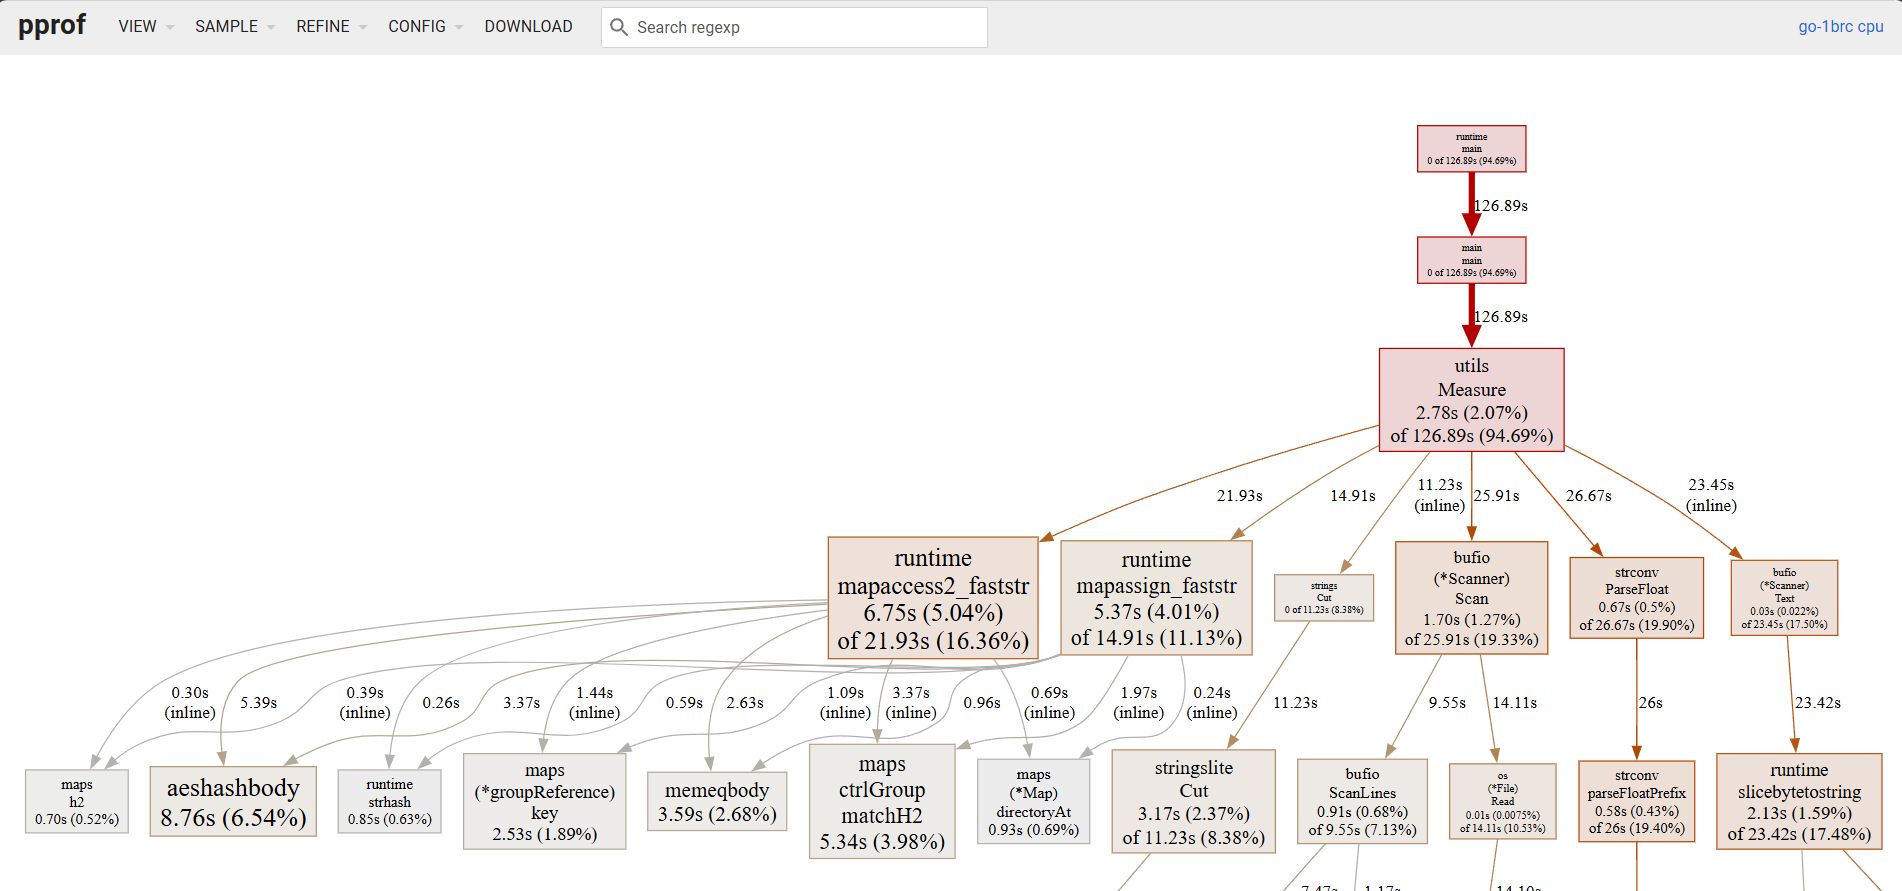 pprof
VIEW
SAMPLE
REFINE
CONFIG
DOWNLOAD
Search regexp
go-1brc cpu
runtime
main
0 of 126.89s (94.69%)
126.89s
main
main
0 of 126.89s (94.69%)
126.89s
utils
Measure
2.78s (2.07%)
of 126.89s (94.69%)
21.93s
14.91s
11.23s
(inline)
25.91s
26.67s
23.45s
(inline)
runtime
mapaccess2_faststr
6.75s (5.04%)
of 21.93s (16.36%)
runtime
mapassign_faststr
5.37s (4.01%)
of 14.91s (11.13%)
strings
Cut
0 of 11.23s (8.38%)
bufio
(*Scanner)
Scan
1.70s (1.27%)
of 25.91s (19.33%)
strconv
ParseFloat
0.67s (0.5%)
of 26.67s (19.90%)
bufio
(*Scanner)
Text
0.03s (0.022%)
of 23.45s (17.50%)
0.30s
(inline)
5.39s
0.39s
(inline)
0.26s
3.37s
1.44s
(inline)
0.59s
2.63s
1.09s
(inline)
3.37s
(inline)
0.96s
0.69s
(inline)
1.97s
(inline)
0.24s
(inline)
11.23s
9.55s
14.11s
26s
23.42s
maps
h2
0.70s (0.52%)
aeshashbody
8.76s (6.54%)
runtime
strhash
0.85s (0.63%)
maps
(*groupReference)
key
2.53s (1.89%)
memeqbody
3.59s (2.68%)
maps
ctrlGroup
matchH2
5.34s (3.98%)
maps
(*Map)
directoryAt
0.93s (0.69%)
stringslite
Cut
3.17s (2.37%)
of 11.23s (8.38%)
bufio
ScanLines
0.91s (0.68%)
of 9.55s (7.13%)
os
(*File)
Read
0.01s (0.0075%)
of 14.11s (10.53%)
strconv
parseFloatPrefix
0.58s (0.43%)
of 26s (19.40%)
runtime
slicebytetostring
2.13s (1.59%)
of 23.42s (17.48%)
7.47s
1.17s
14.10s